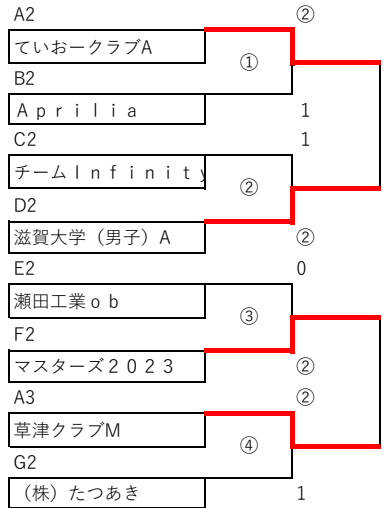 A2 ②
ていおークラブA
①
B2
Ａｐｒｉｌｉａ 1
C2 1
チームＩｎｆｉｎｉｔｙ
②
D2
滋賀大学（男子）A ②
E2 0
瀬田工業ｏｂ
③
F2
マスターズ２０２３ ②
A3 ②
草津クラブM
④
G2
（株）たつあき 1